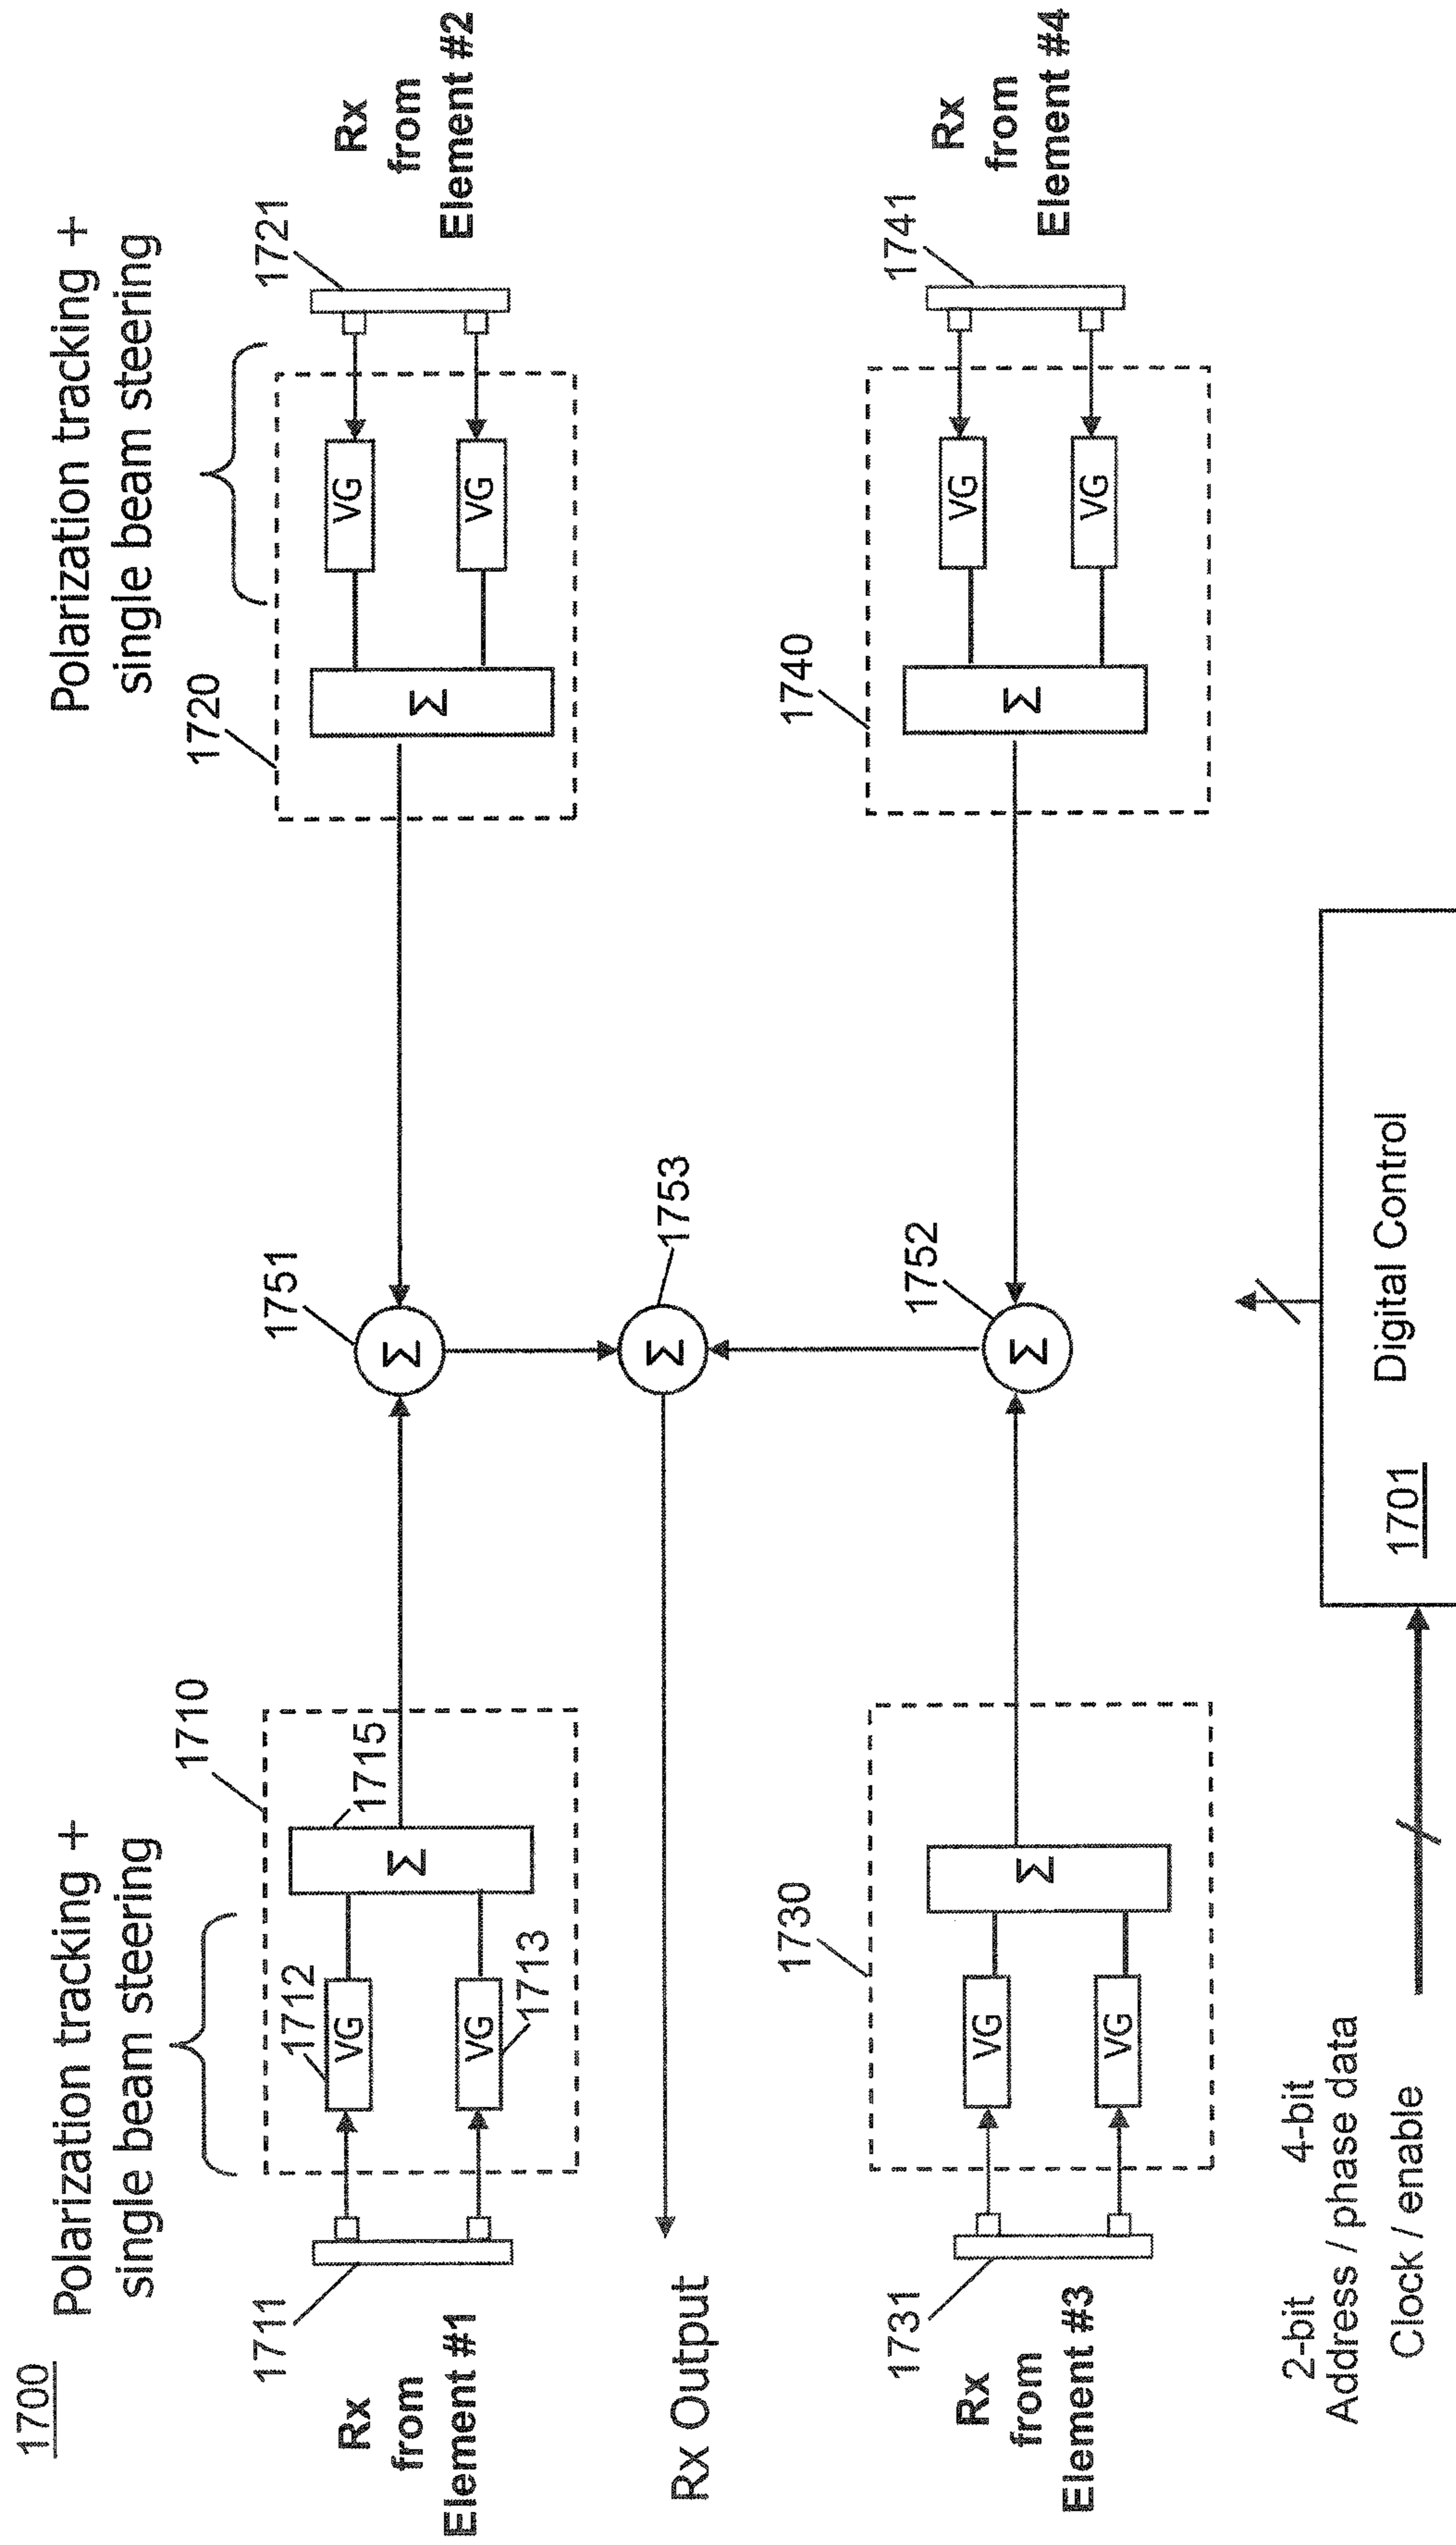 1700
Polarization tracking +
single beam steering
Polarization tracking +
single beam steering
1710
1720
1711
1712
1715
1751
1721
VG
Σ
Σ
Σ
VG
Rx
from
Element #1
VG
1713
VG
Rx
from
Element #2
1753
Σ
Rx Output
1730
1752
1740
1731
1741
VG
Σ
Σ
Σ
VG
Rx
from
Element #3
VG
VG
Rx
from
Element #4
2-bit 4-bit
Address / phase data
Clock / enable
Digital Control
1701